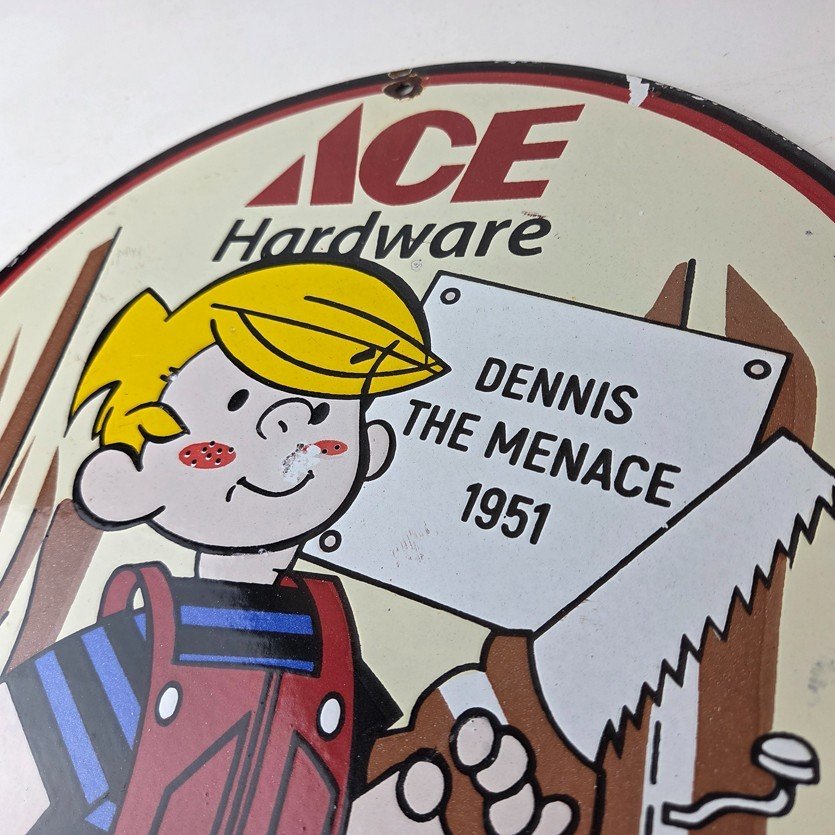 ACE
Hardware
DENNIS
THE MENACE
1951